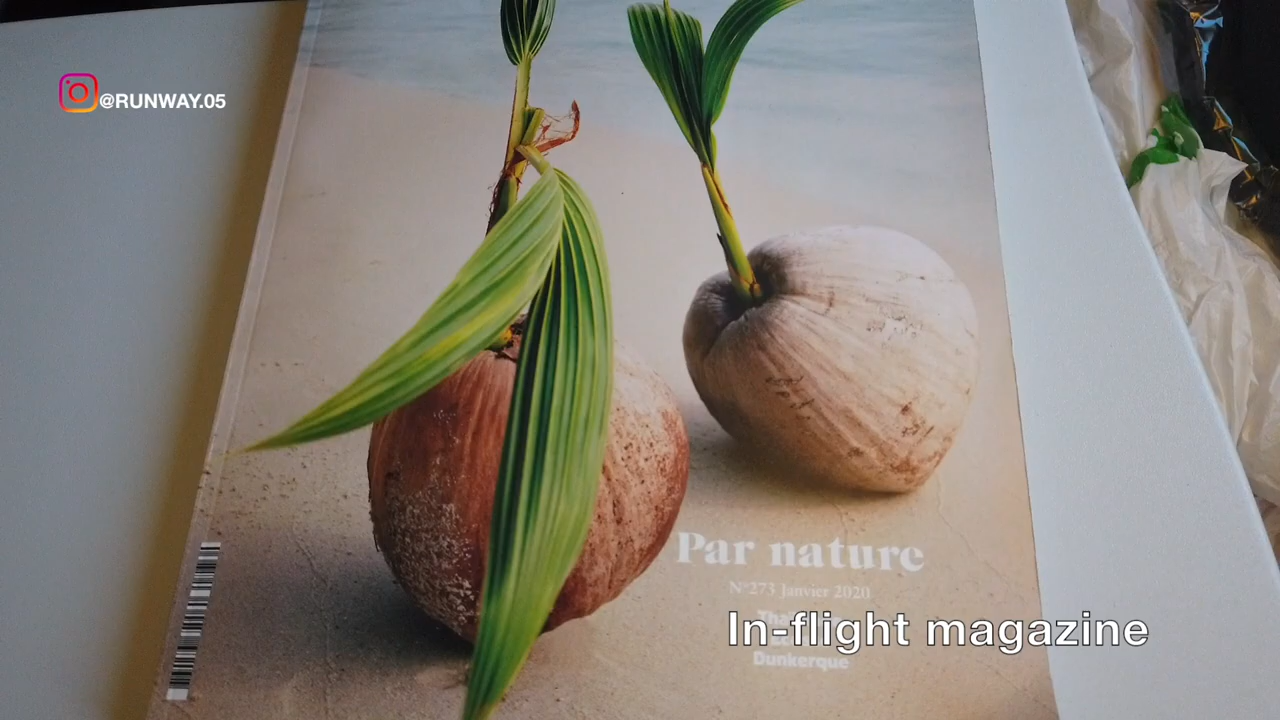 @RUNWAY.05
Par nature
N°273 Janvier 2020
In-flight magazine
Dunkerque